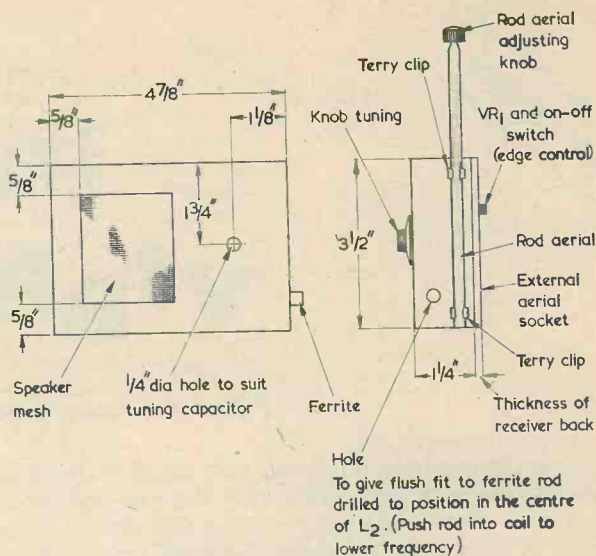 4 7/8"
5/8"
1 1/8"
5/8"
1 3/4"
5/8"
Speaker
mesh
1/4" dia hole to suit
tuning capacitor
Ferrite
Rod aerial
adjusting
knob
Terry clip
Knob tuning
VR1 and on-off
switch
(edge control)
3 1/2"
Rod aerial
External
aerial
socket
Terry clip
1 1/4"
Thickness of
receiver back
Hole
To give flush fit to ferrite rod
drilled to position in the centre
of L2. (Push rod into coil to
lower frequency)